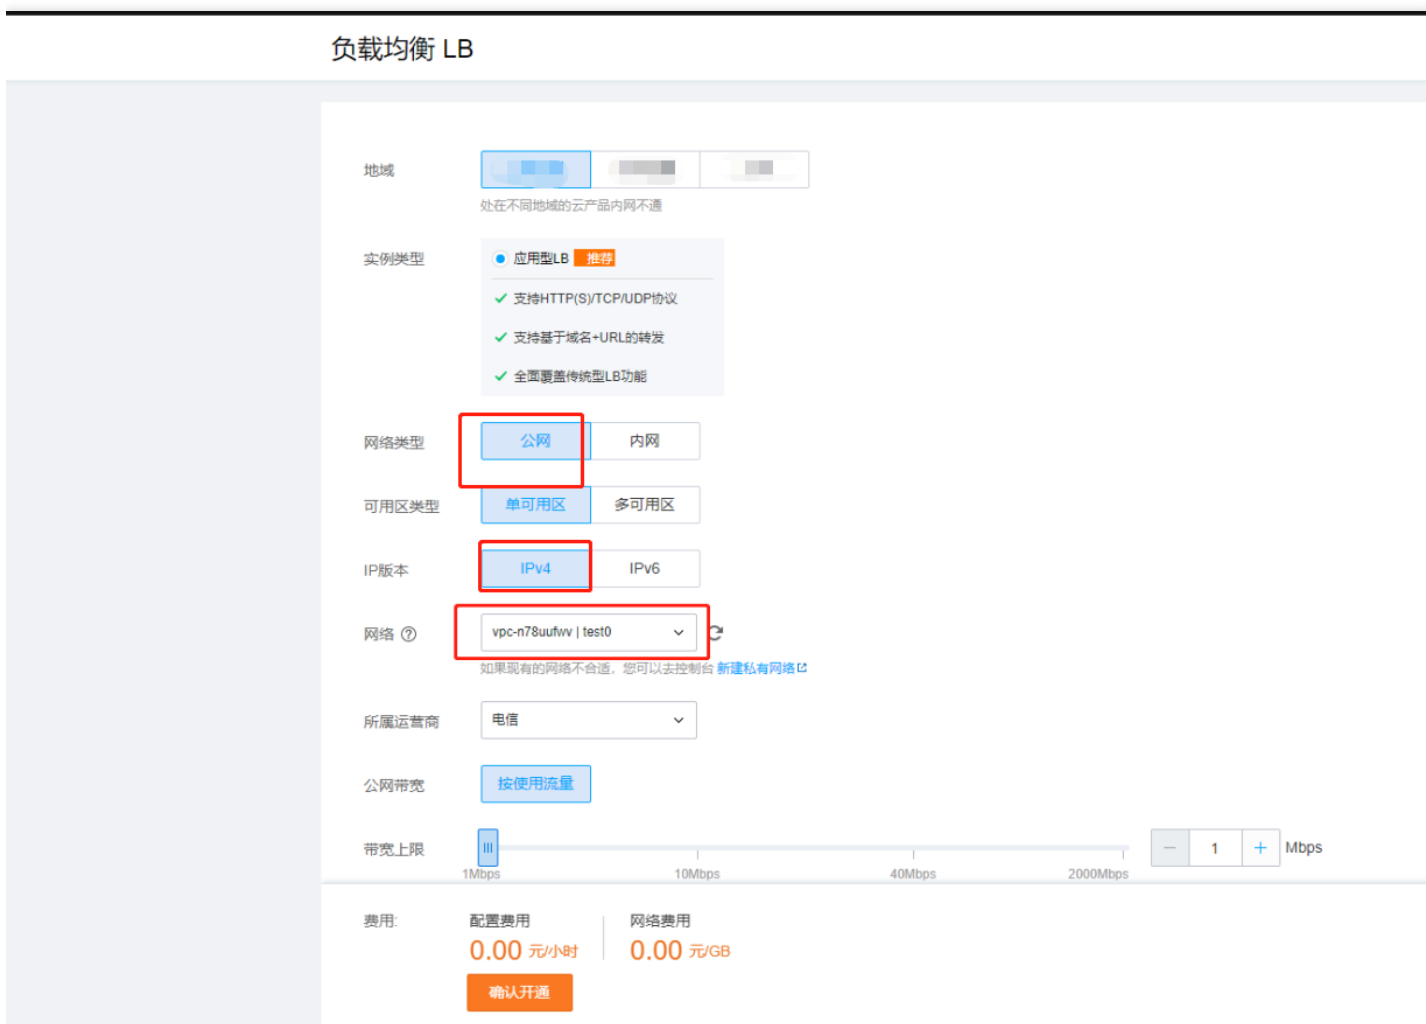 负载均衡 LB
地域
处在不同地域的云产品内网不通
实例类型
应用型LB 推荐
支持HTTP(S)/TCP/UDP协议
支持基于域名+URL的转发
全面覆盖传统型LB功能
网络类型 公网 内网
可用区类型 单可用区 多可用区
IP版本 IPv4 IPv6
网络 vpc-n78uufwv | test0
如果现有的网络不合适，您可以去控制台 新建私有网络
所属运营商 电信
公网带宽 按使用流量
带宽上限 1 Mbps
1Mbps 10Mbps 40Mbps 2000Mbps
费用: 配置费用 网络费用
0.00 元/小时 0.00 元/GB
确认开通